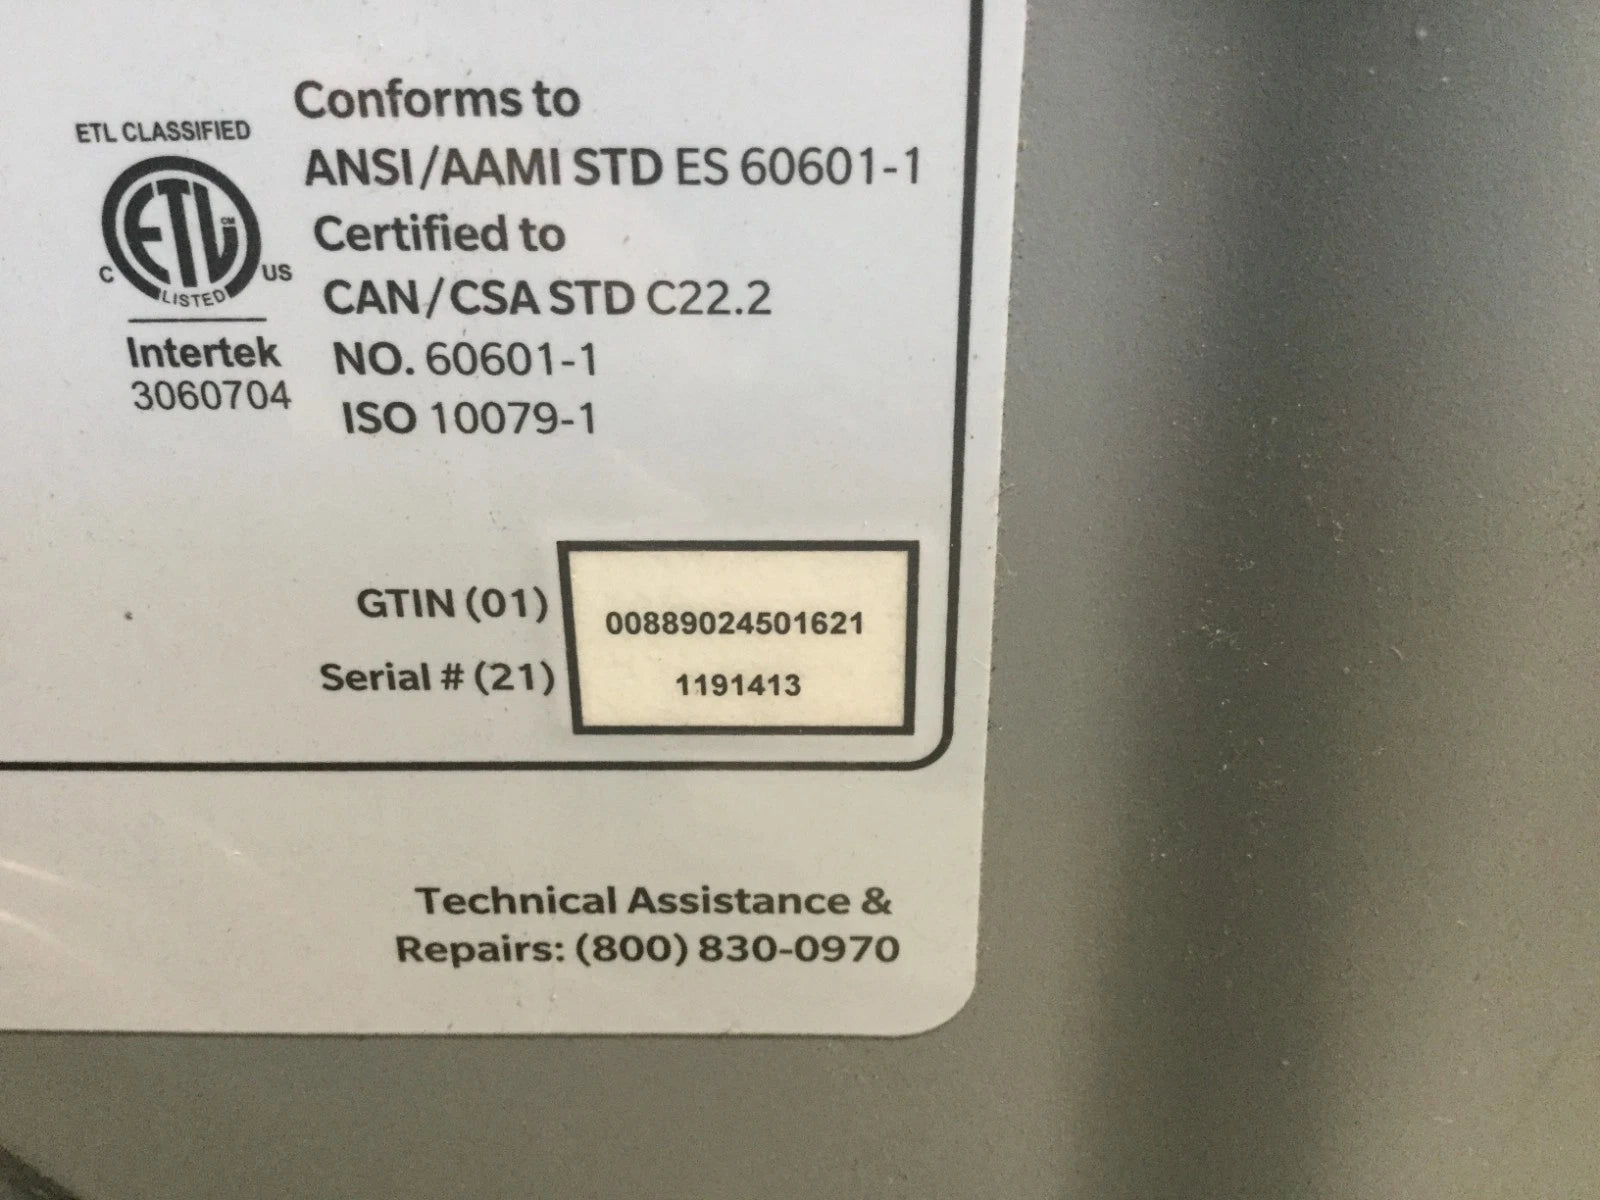 Conforms to
ANSI/AAMI STD ES 60601-1
Certified to
CAN/CSA STD C22.2
NO. 60601-1
ISO 10079-1
ETL CLASSIFIED
ETL CM
C US
LISTED
Intertek
3060704
GTIN (01) 00889024501621
Serial # (21) 1191413
Technical Assistance &
Repairs: (800) 830-0970